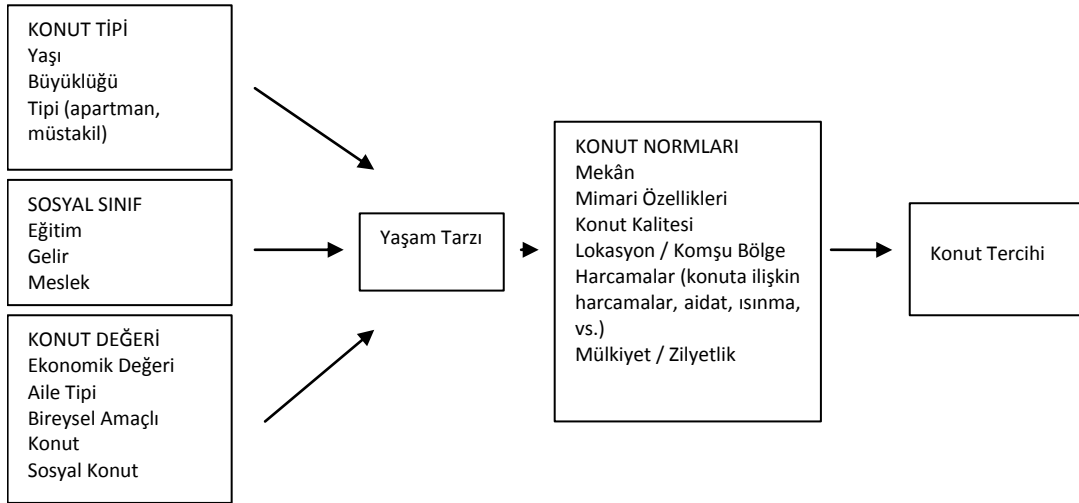 KONUT TİPİ
Yaşı
Büyüklüğü
Tipi (apartman,
müstakil)
SOSYAL SINIF
Eğitim
Gelir
Meslek
KONUT DEĞERİ
Ekonomik Değeri
Aile Tipi
Bireysel Amaçlı
Konut
Sosyal Konut
Yaşam Tarzı
KONUT NORMLARI
Mekân
Mimari Özellikleri
Konut Kalitesi
Lokasyon / Komşu Bölge
Harcamalar (konuta ilişkin
harcamalar, aidat, ısınma,
vs.)
Mülkiyet / Zilyetlik
Konut Tercihi